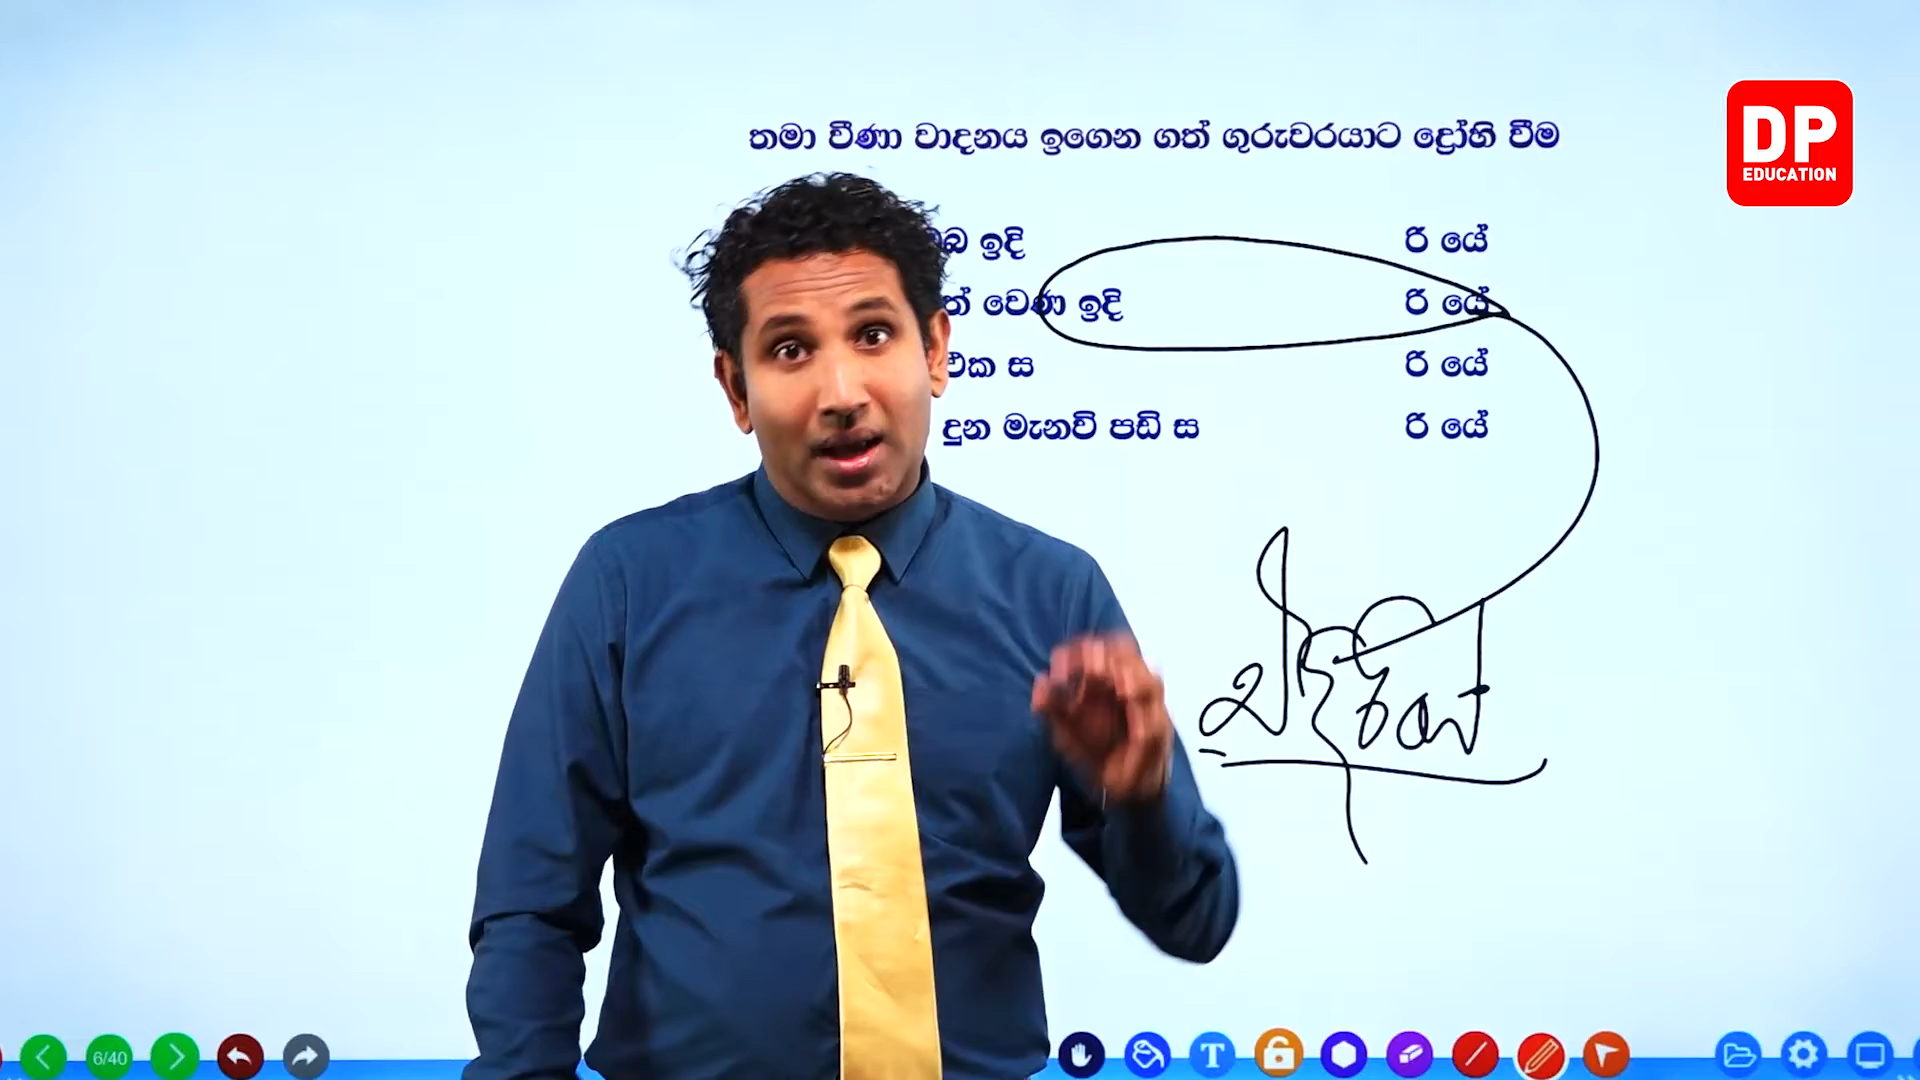 තමා වීණා වාදනය ඉගෙන ගත් ගුරුවරයාට ද්‍රෝහි වීම
DP
EDUCATION
ඉදි රි යේ
වෙණ ඉදි රි යේ
ස රි යේ
දුන මැනවි පඩි ස රි යේ
6/40
T